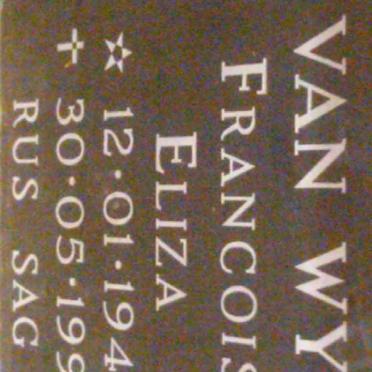 VAN WY
FRANCOIS
ELIZA
12·01·194
30·05·199
RUS SAG